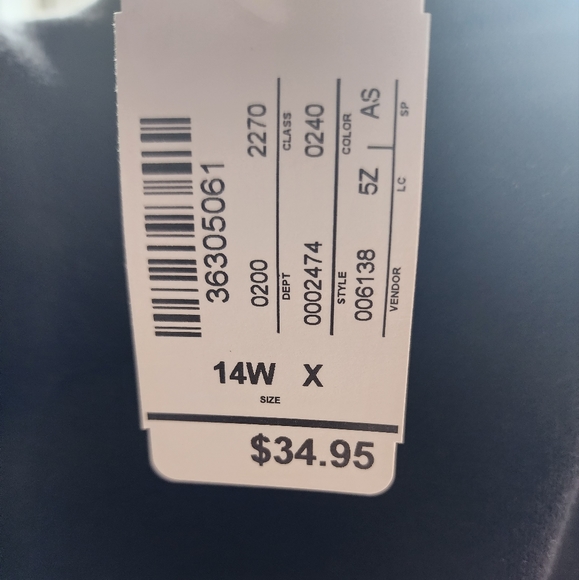 36305061
0200 2270
DEPT CLASS
0002474 0240
STYLE COLOR
006138 5Z AS
VENDOR LC SP
14W X
SIZE
$34.95